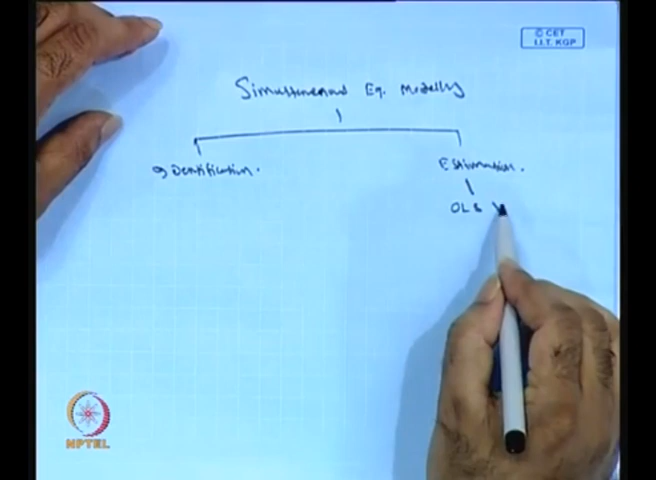 © CET
I.I.T. KGP
Simultaneous Eq. Modelling
Identification.
Estimation.
OLS
NPTEL